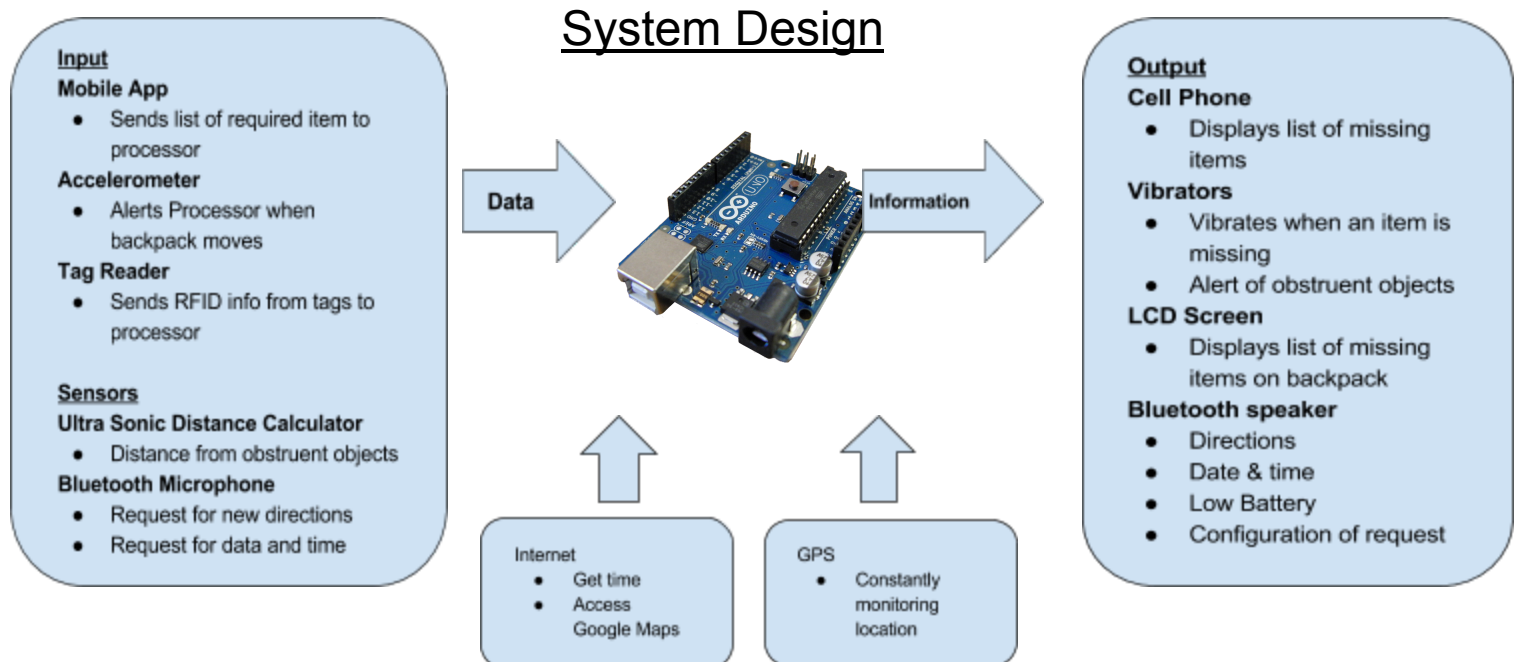 System Design
Input
Mobile App
● Sends list of required item to
processor
Accelerometer
● Alerts Processor when
backpack moves
Tag Reader
● Sends RFID info from tags to
processor
Sensors
Ultra Sonic Distance Calculator
● Distance from obstruent objects
Bluetooth Microphone
● Request for new directions
● Request for data and time
Data
UNO
ARDUINO
Information
Internet
● Get time
● Access
Google Maps
GPS
● Constantly
monitoring
location
Output
Cell Phone
● Displays list of missing
items
Vibrators
● Vibrates when an item is
missing
● Alert of obstruent objects
LCD Screen
● Displays list of missing
items on backpack
Bluetooth speaker
● Directions
● Date & time
● Low Battery
● Configuration of request